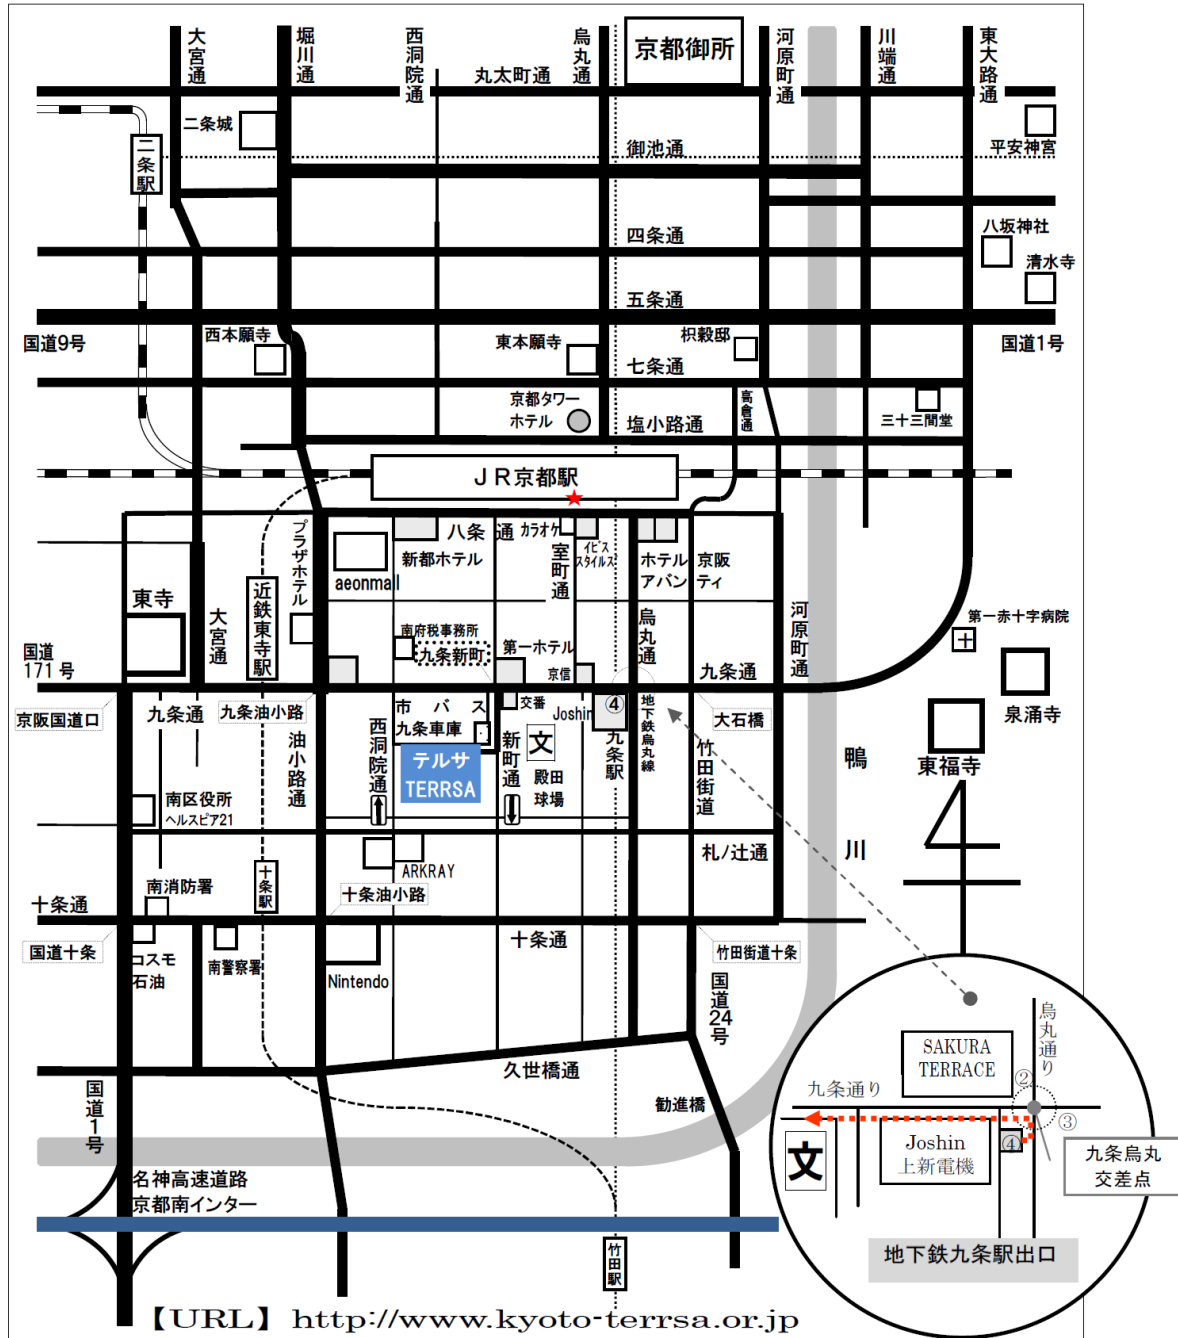 大宮通
堀川通
西洞院通
丸太町通
烏丸通
京都御所
河原町通
川端通
東大路通
二条城
二条駅
御池通
平安神宮
四条通
八坂神社
清水寺
五条通
国道9号
西本願寺
東本願寺
枳殻邸
国道1号
七条通
京都タワー
ホテル
高倉通
塩小路通
三十三間堂
JR京都駅
★
八条通
カラオケ
プラザホテル
aeonmall
新都ホテル
室町通
イビス
スタイルズ
ホテル
アバン
京阪
ティ
東寺
大宮通
近鉄東寺駅
南府税事務所
九条新町
第一ホテル
京信
烏丸通
河原町通
第一赤十字病院
国道
171号
九条通
泉涌寺
京阪国道口
九条通
九条油小路
市バス
九条車庫
交番
Joshin
④
地下鉄烏丸線
大石橋
油小路通
西洞院通
テルサ
TERRSA
新町通
文
殿田
球場
九条駅
竹田街道
鴨川
東福寺
南区役所
ヘルスピア21
札ノ辻通
ARKRAY
十条駅
南消防署
十条油小路
十条通
国道十条
コスモ
石油
南警察署
Nintendo
十条通
竹田街道十条
国道24号
久世橋通
国道1号
勧進橋
名神高速道路
京都南インター
竹田駅
烏丸通り
SAKURA
TERRACE
九条通り
②
③
文
Joshin
上新電機
④
九条烏丸
交差点
地下鉄九条駅出口
【URL】http://www.kyoto-terrsa.or.jp